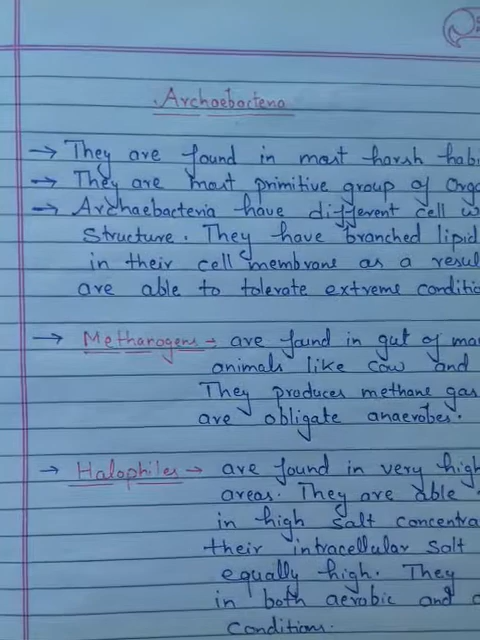 Archaebacteria
→ They are found in most harsh habi
→ They are most primitive group of Orga
→ Archaebacteria have different cell w
structure. They have branched lipid
in their cell membrane as a resul
are able to tolerate extreme conditio
→ Methanogens → are found in gut of ma
animals like cow and
They produces methane gas
are obligate anaerobes.
→ Halophiles → are found in very high
areas. They are able
in high salt concentra
their intracellular salt
equally high. They
in both aerobic and a
conditions.